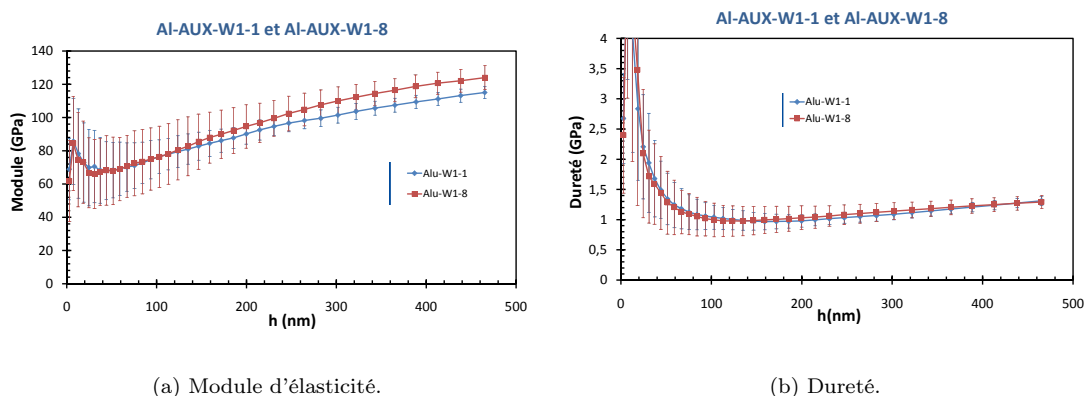 Al-AUX-W1-1 et Al-AUX-W1-8
Module (GPa)
140
120
100
80
60
40
20
0
0 100 200 300 400 500
h (nm)
Alu-W1-1
Alu-W1-8
(a) Module d'élasticité.
Al-AUX-W1-1 et Al-AUX-W1-8
Dureté (GPa)
4
3,5
3
2,5
2
1,5
1
0,5
0
0 100 200 300 400 500
h(nm)
Alu-W1-1
Alu-W1-8
(b) Dureté.